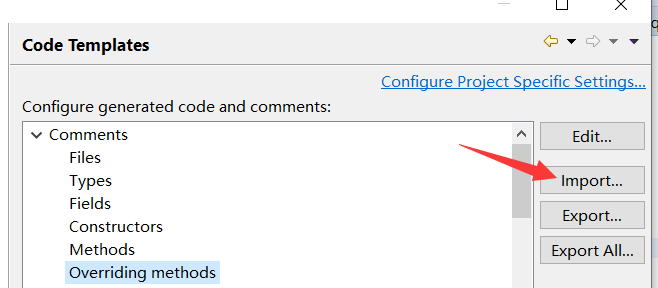 Code Templates
Configure Project Specific Settings...
Configure generated code and comments:
Comments
Edit...
Files
Types
Import...
Fields
Export...
Constructors
Methods
Export All...
Overriding methods